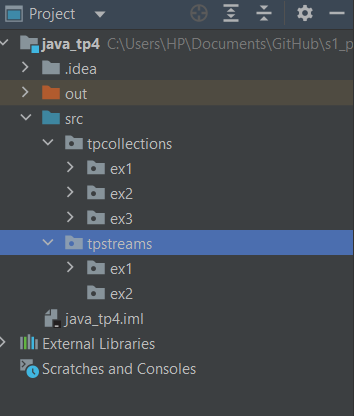 Project
java_tp4 C:\Users\HP\Documents\GitHub\s1_p
.idea
out
src
tpcollections
ex1
ex2
ex3
tpstreams
ex1
ex2
java_tp4.iml
External Libraries
Scratches and Consoles